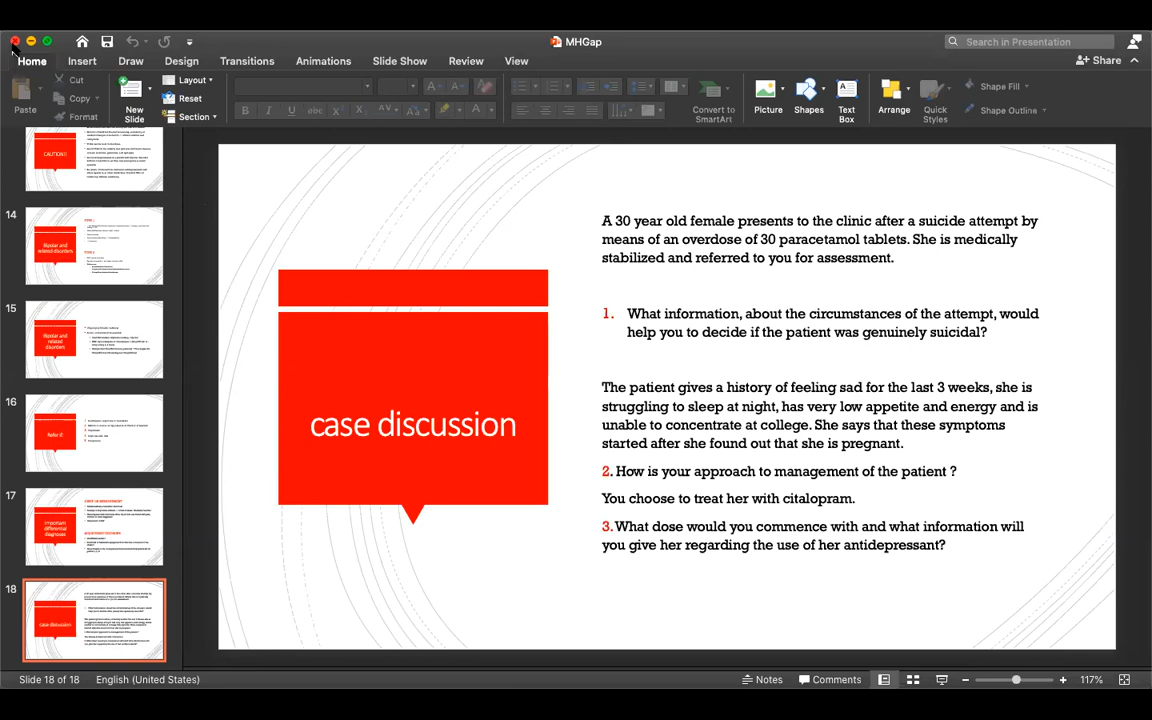 MHGap
Search in Presentation
Home Insert Draw Design Transitions Animations Slide Show Review View
Share
Paste
Cut
Copy
Format
New
Slide
Layout
Reset
Section
B I U abc X
A A
Aa
AV
Convert to
SmartArt
Picture
Shapes
Text
Box
Arrange
Quick
Styles
Shape Fill
Shape Outline
CAUTION!!
14
Bipolar and
related disorders
15
Bipolar and
related
disorders
16
Refer if:
17
Important
differential
diagnoses
18
case discussion
case discussion
A 30 year old female presents to the clinic after a suicide attempt by
means of an overdose of 30 paracetamol tablets. She is medically
stabilized and referred to you for assessment.
1. What information, about the circumstances of the attempt, would
help you to decide if the patient was genuinely suicidal?
The patient gives a history of feeling sad for the last 3 weeks, she is
struggling to sleep at night, has very low appetite and energy and is
unable to concentrate at college. She says that these symptoms
started after she found out that she is pregnant.
2. How is your approach to management of the patient ?
You choose to treat her with citalopram.
3. What dose would you commence with and what information will
you give her regarding the use of her antidepressant?
Slide 18 of 18 English (United States)
Notes Comments 117%